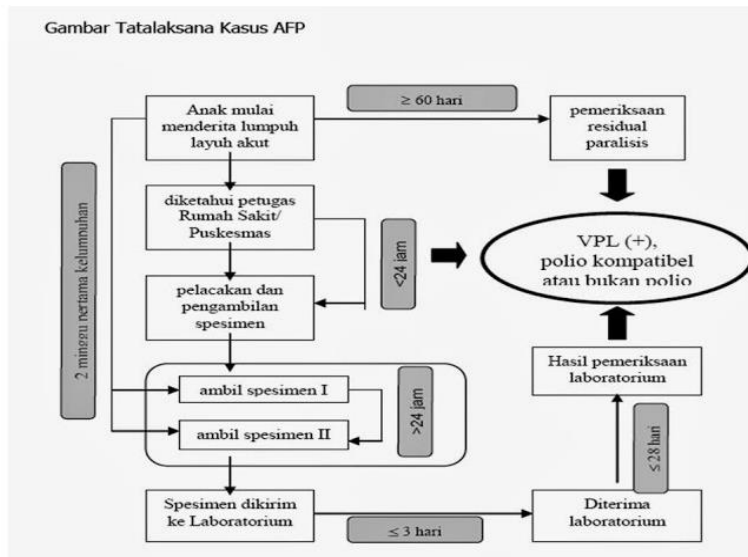 Gambar Tatalaksana Kasus AFP
Anak mulai
menderita lumpuh
layuh akut
≥ 60 hari
pemeriksaan
residual
paralisis
diketahui petugas
Rumah Sakit/
Puskesmas
<24 jam
VPL (+),
polio kompatibel
atau bukan polio
2 minggu pertama kelumpuhan
pelacakan dan
pengambilan
spesimen
ambil spesimen I
>24 jam
ambil spesimen II
Hasil pemeriksaan
laboratorium
≤ 28 hari
Spesimen dikirim
ke Laboratorium
≤ 3 hari
Diterima
laboratorium